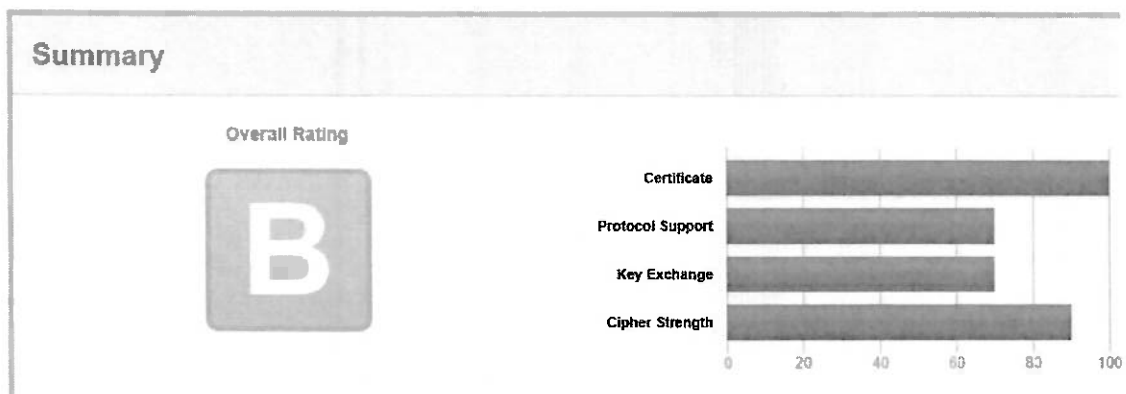 Summary
Overall Rating
B
Certificate
Protocol Support
Key Exchange
Cipher Strength
0 20 40 60 80 100